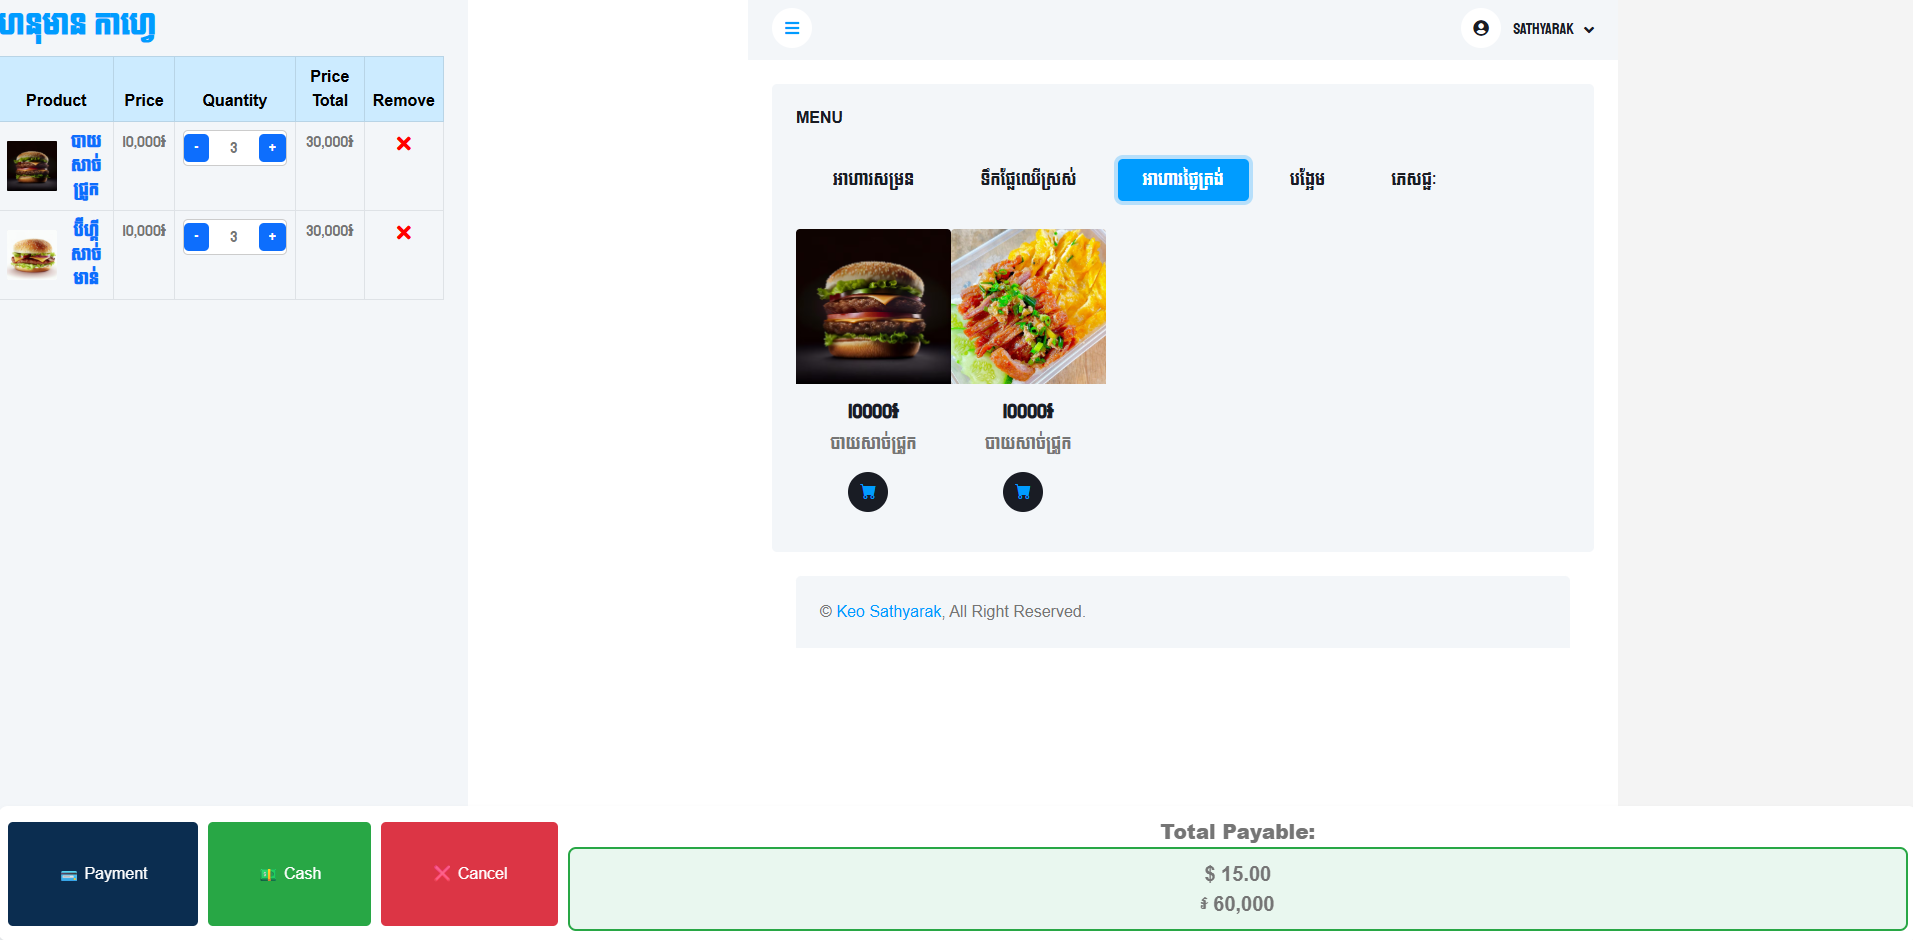 ហនុមាន កាហ្វេ
Product Price Quantity Price Total Remove
បាយសាច់ជ្រូក 10,000៛ - 3 + 30,000៛
ប៊ឺហ្គឺសាច់មាន់ 10,000៛ - 3 + 30,000៛
SATHYARAK
MENU
អាហារសម្រន់ ទឹកផ្លែឈើស្រស់ អាហារថ្ងៃត្រង់ បង្អែម ភេសជ្ជៈ
10000៛ 10000៛
បាយសាច់ជ្រូក បាយសាច់ជ្រូក
© Keo Sathyarak, All Right Reserved.
Payment Cash Cancel
Total Payable:
$ 15.00
៛ 60,000